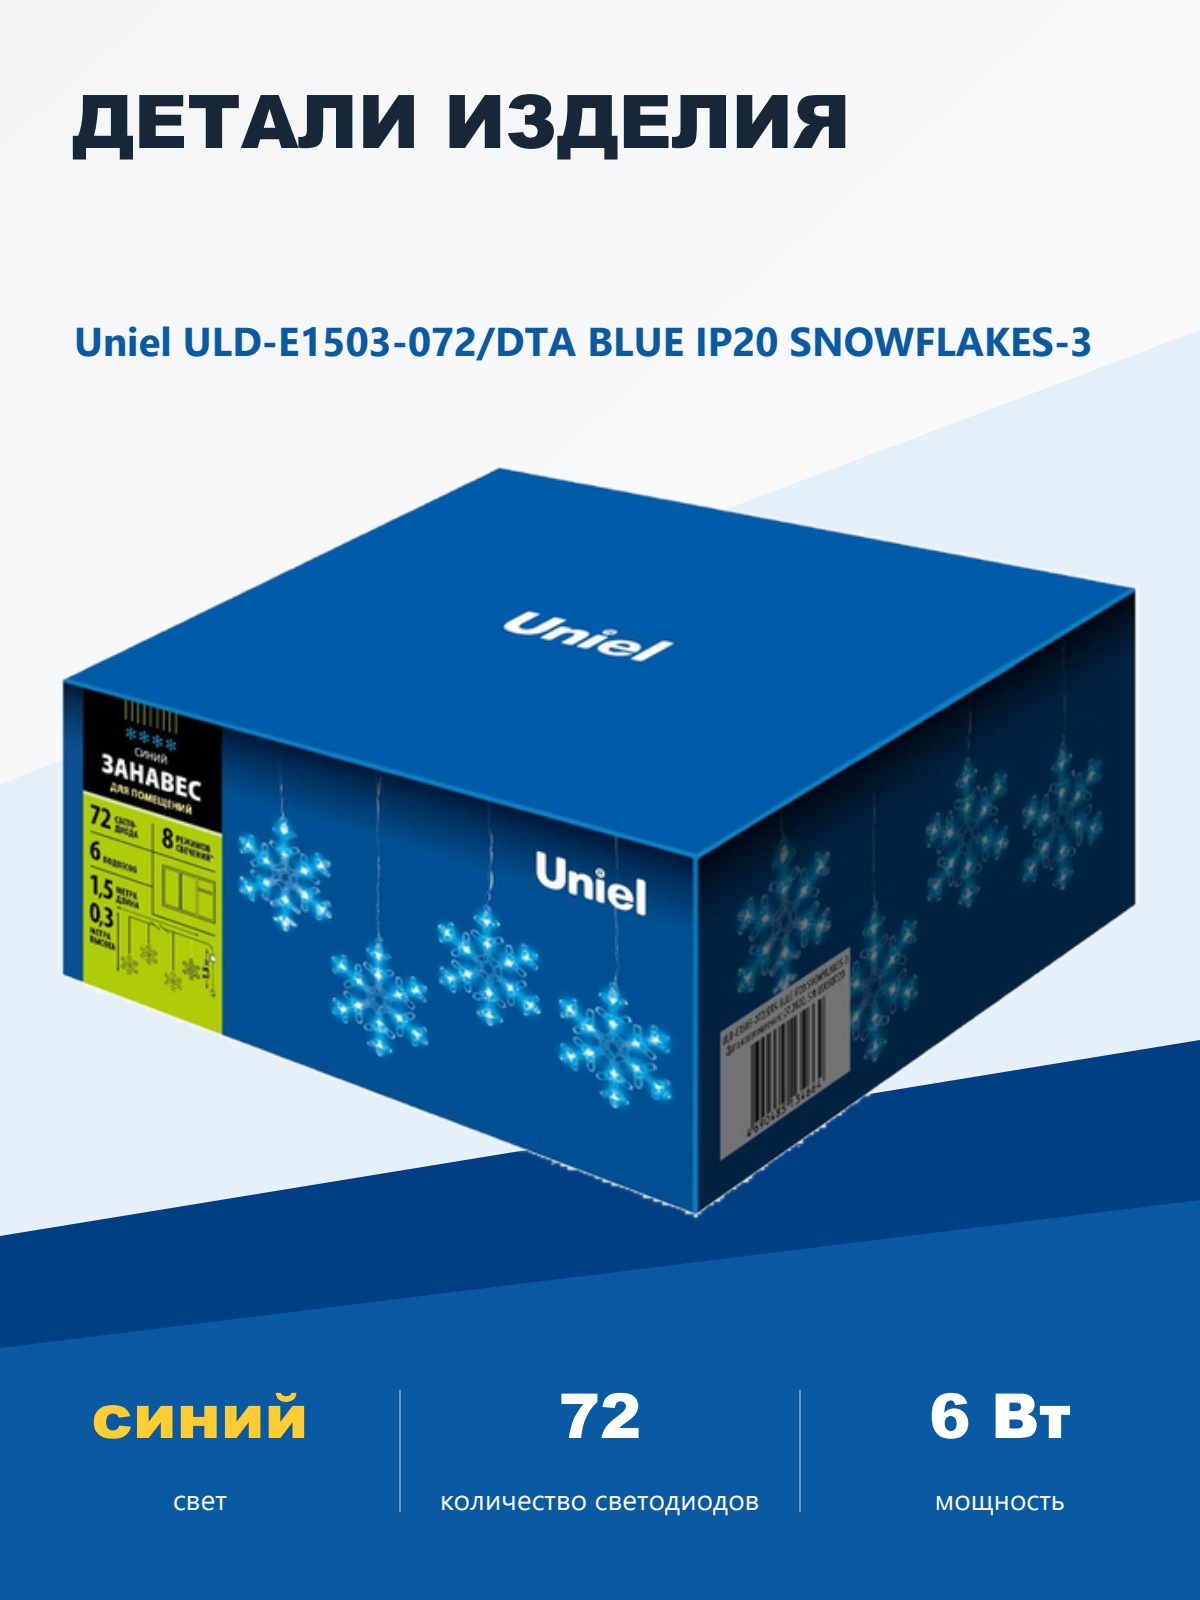 ДЕТАЛИ ИЗДЕЛИЯ
Uniel ULD-E1503-072/DTA BLUE IP20 SNOWFLAKES-3
Uniel
СИНИЙ
ЗАНАВЕС
ДЛЯ ПОМЕЩЕНИЙ
72 СВЕТО-
ДИОДА
8 РЕЖИМОВ
СВЕЧЕНИЯ*
6 ПОДВЕСОВ
1,5 МЕТРА
ДЛИНА
0,3
МЕТРА
ВЫСОТА
Uniel
синий
свет
72
количество светодиодов
6 Вт
мощность